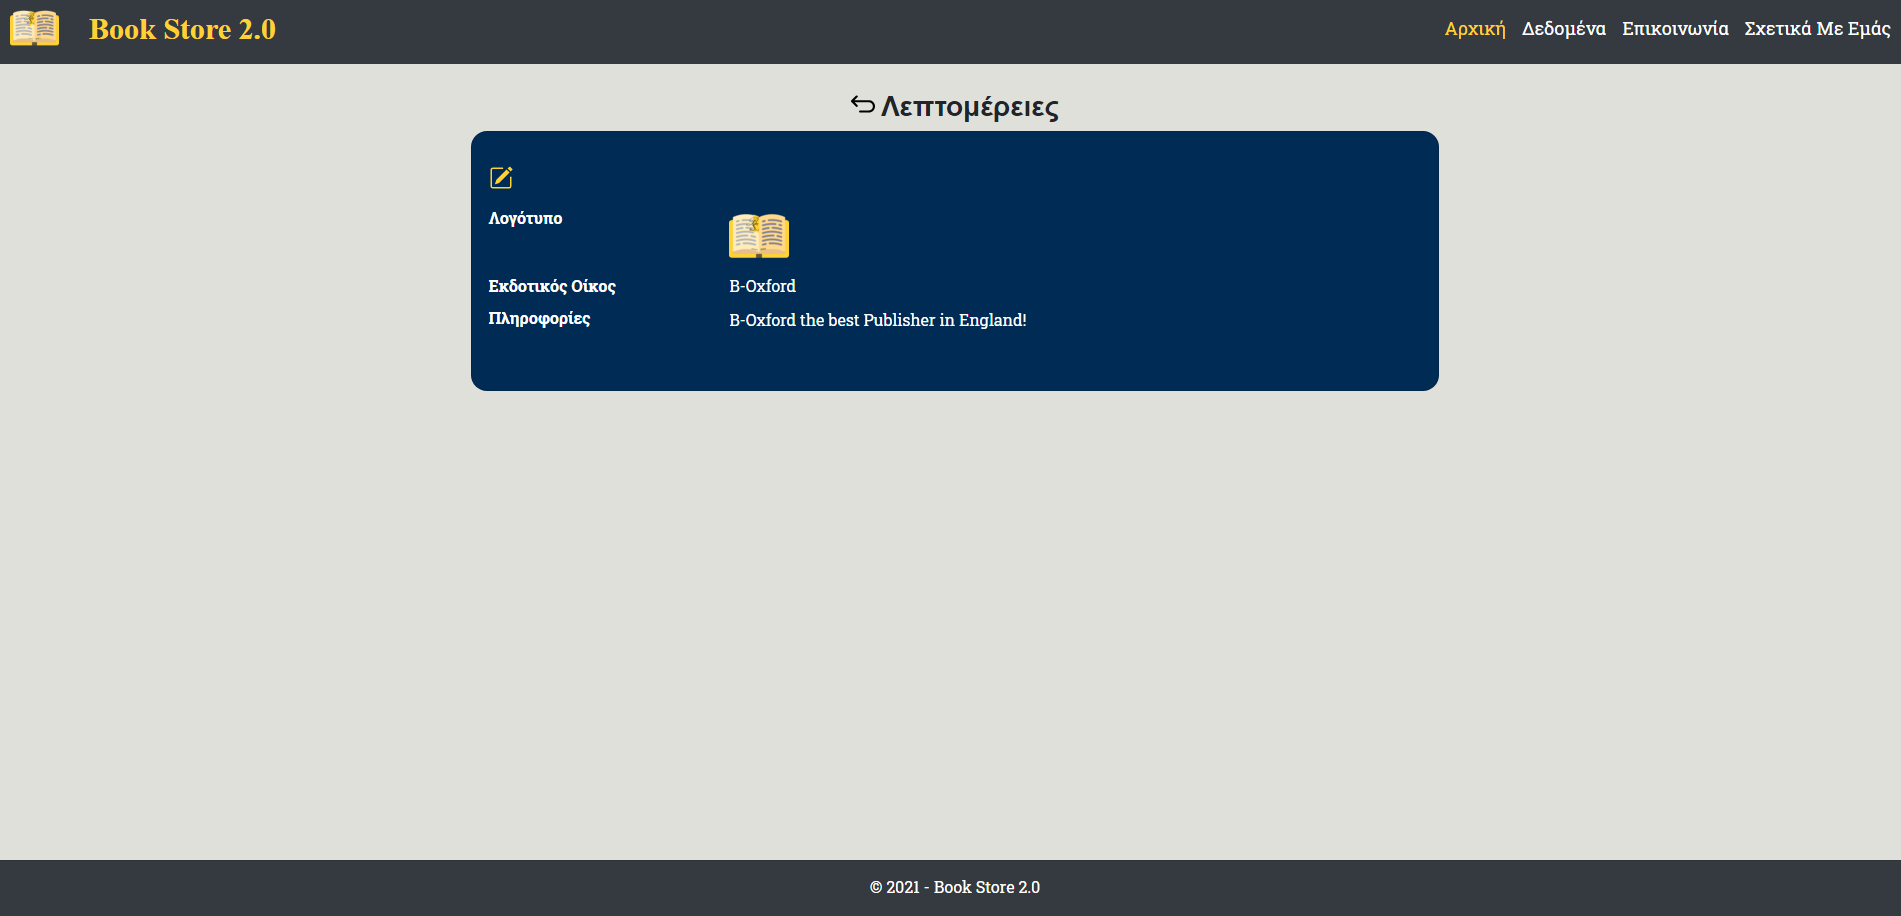 Book Store 2.0
Αρχική Δεδομένα Επικοινωνία Σχετικά Με Εμάς
Λεπτομέρειες
Λογότυπο
Εκδοτικός Οίκος B-Oxford
Πληροφορίες B-Oxford the best Publisher in England!
© 2021 - Book Store 2.0